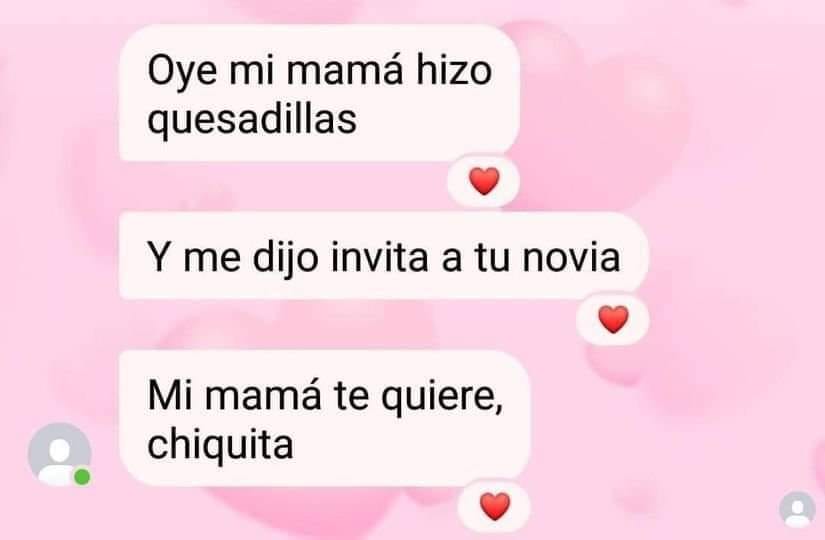 Oye mi mamá hizo
quesadillas
Y me dijo invita a tu novia
Mi mamá te quiere,
chiquita